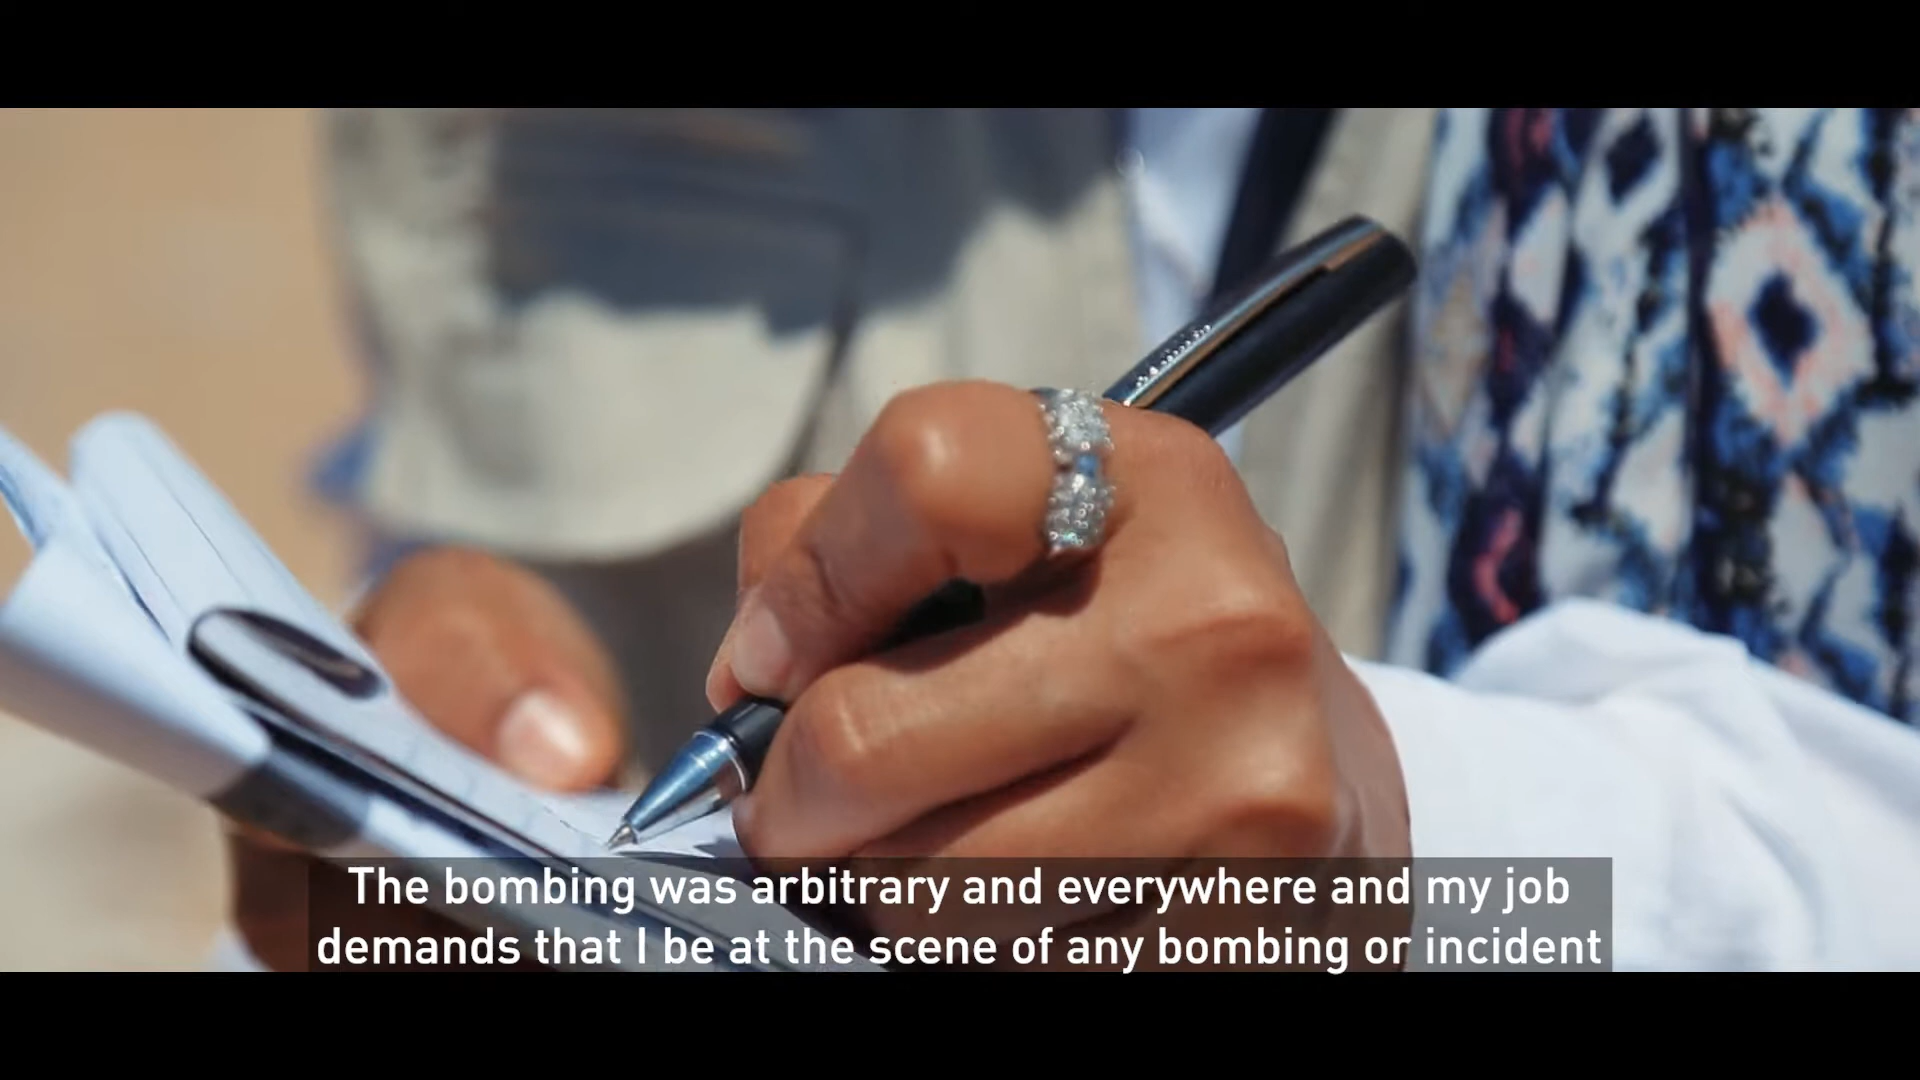 The bombing was arbitrary and everywhere and my job
demands that I be at the scene of any bombing or incident